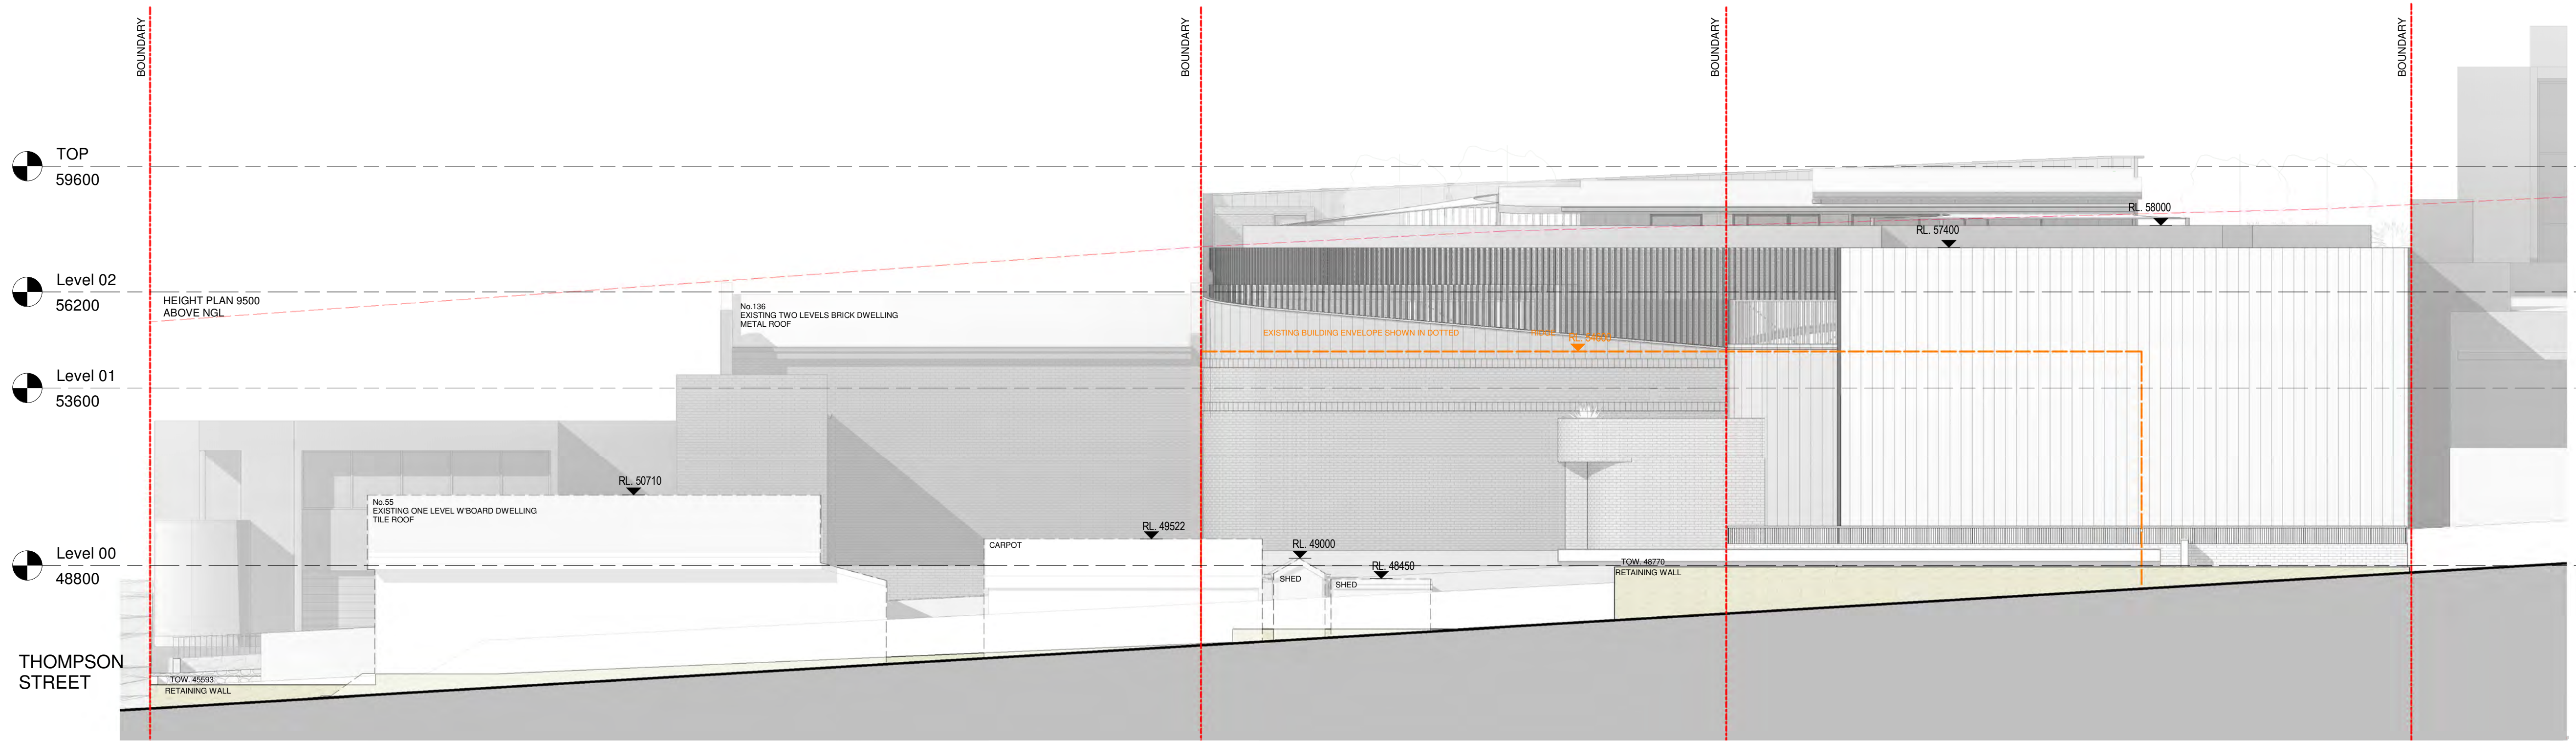 BOUNDARY
BOUNDARY
BOUNDARY
BOUNDARY
TOP
59600
Level 02
56200
HEIGHT PLAN 9500
ABOVE NGL
No.136
EXISTING TWO LEVELS BRICK DWELLING
METAL ROOF
RL. 58000
RL. 57400
EXISTING BUILDING ENVELOPE SHOWN IN DOTTED
Level 01
53600
RL. 50710
No.55
EXISTING ONE LEVEL W'BOARD DWELLING
TILE ROOF
RL. 49522
CARPOT
RL. 49000
SHED
RL. 48450
SHED
Level 00
48800
TOW. 48770
RETAINING WALL
THOMPSON
STREET
TOW. 45593
RETAINING WALL